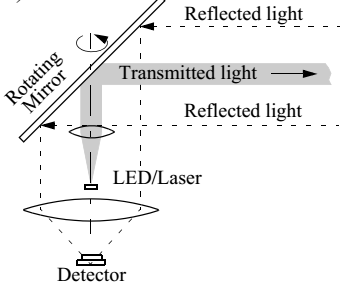 Reflected light
Rotating
Mirror
Transmitted light
Reflected light
LED/Laser
Detector